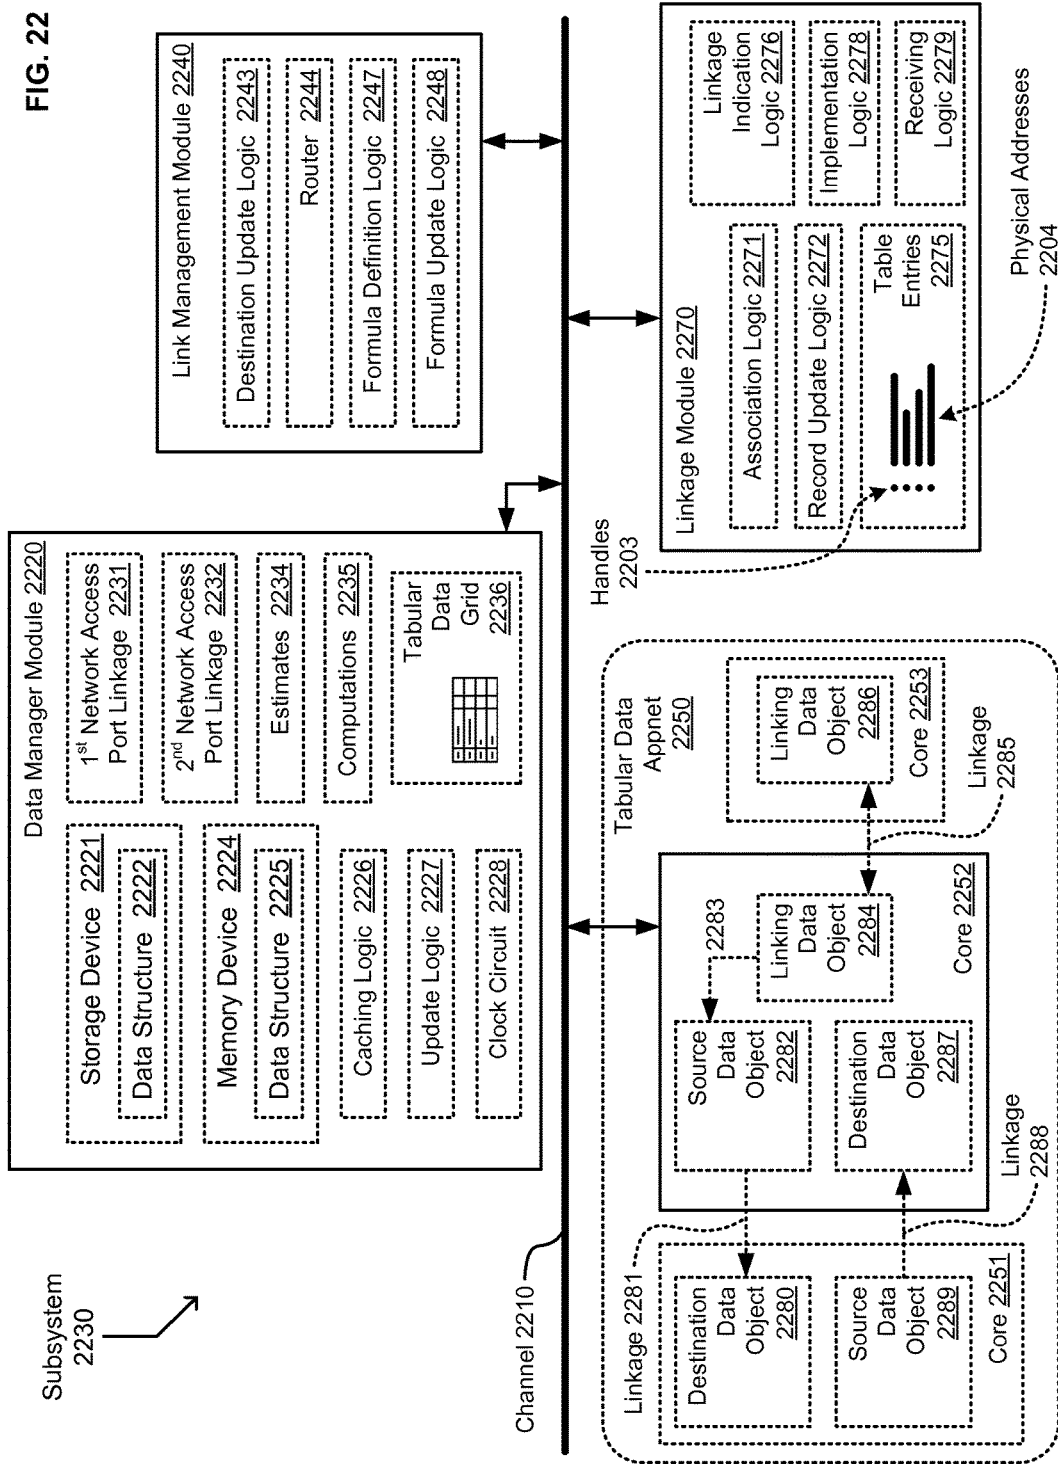 FIG. 22
Subsystem
2230
Data Manager Module 2220
Storage Device 2221
Data Structure 2222
Memory Device 2224
Data Structure 2225
Caching Logic 2226
Update Logic 2227
Clock Circuit 2228
1st Network Access
Port Linkage 2231
2nd Network Access
Port Linkage 2232
Estimates 2234
Computations 2235
Tabular
Data
Grid
2236
Link Management Module 2240
Destination Update Logic 2243
Router 2244
Formula Definition Logic 2247
Formula Update Logic 2248
Channel 2210
Tabular Data
Appnet
2250
Linkage 2281
Destination
Data
Object
2280
Source
Data
Object
2289
Core 2251
Source
Data
Object
2282
2283
Destination
Data
Object
2287
Linking
Data
Object
2284
Core 2252
Linkage
2288
Linking
Data
Object
2286
Core 2253
Linkage
2285
Handles
2203
Linkage Module 2270
Association Logic 2271
Record Update Logic 2272
Table
Entries
2275
Linkage
Indication
Logic 2276
Implementation
Logic 2278
Receiving
Logic 2279
Physical Addresses
2204